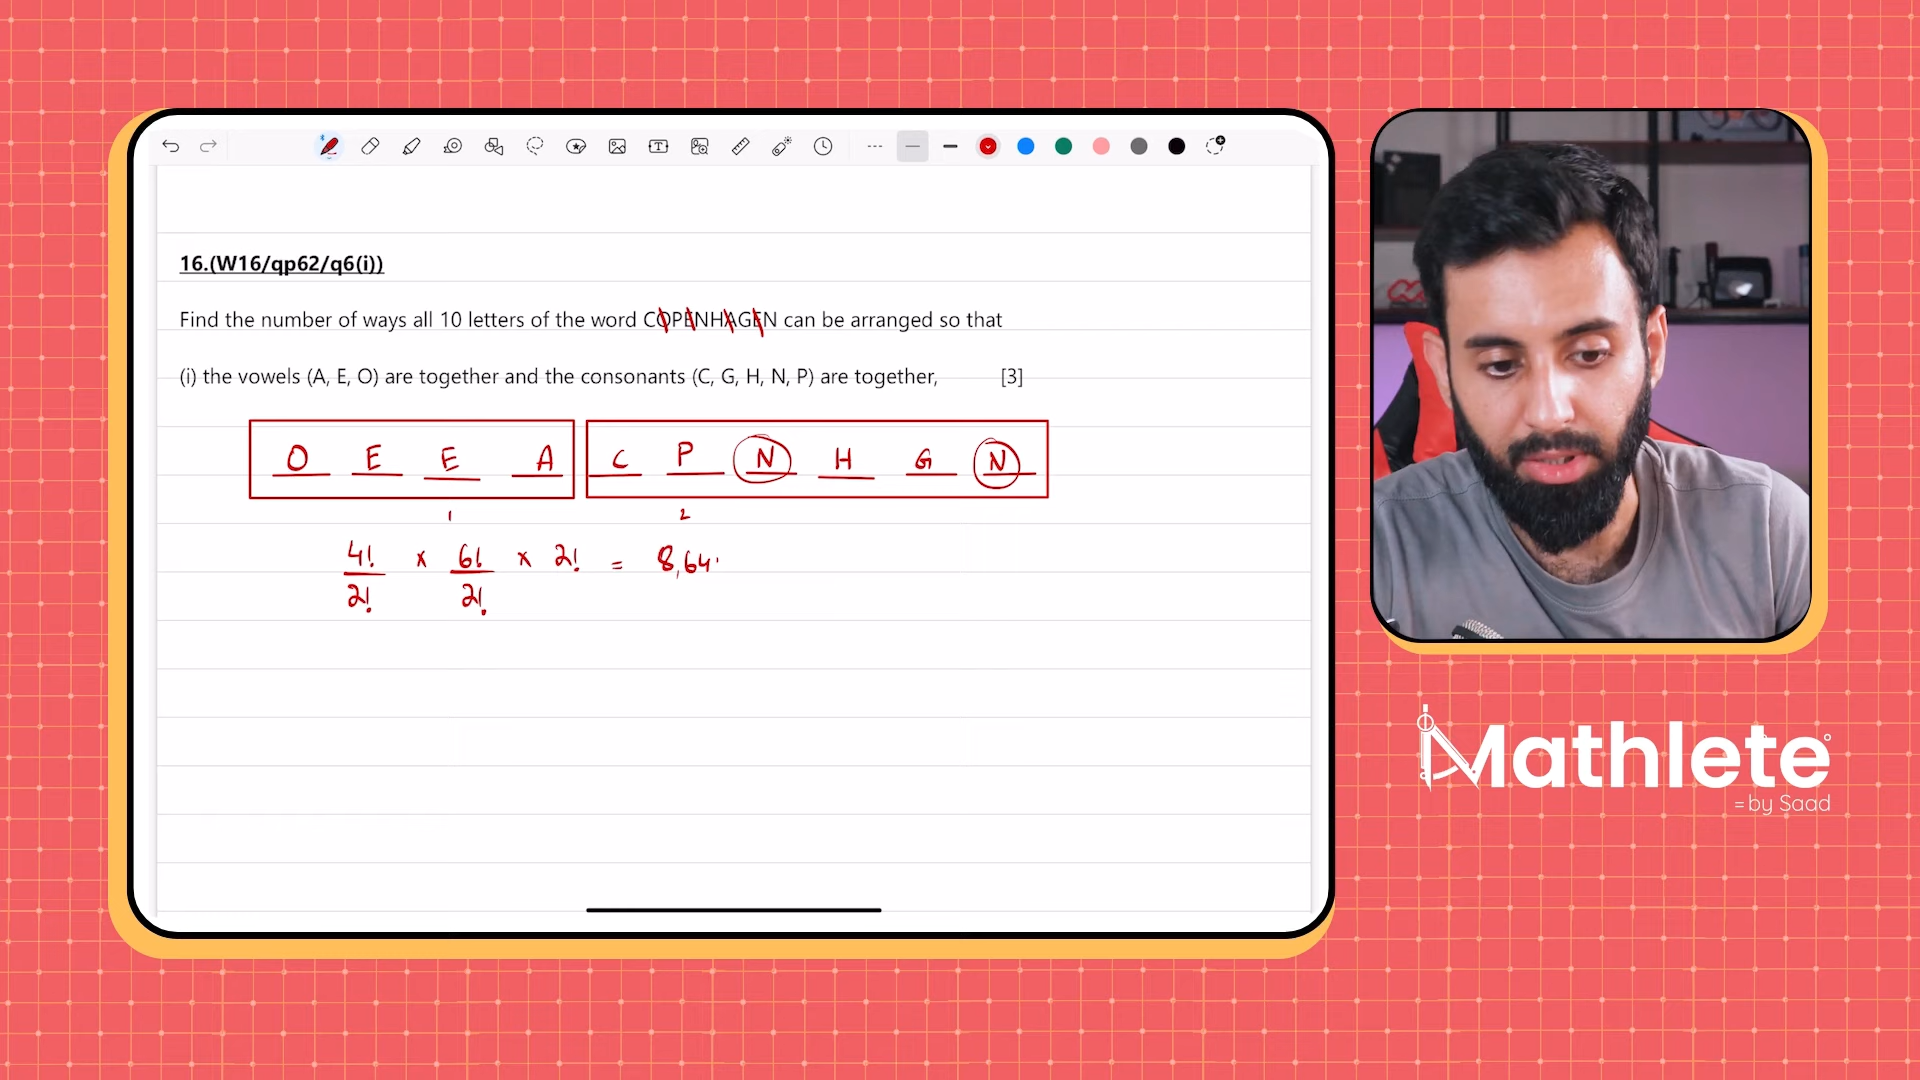 16.(W16/qp62/q6(i))
Find the number of ways all 10 letters of the word COPENHAGEN can be arranged so that
(i) the vowels (A, E, O) are together and the consonants (C, G, H, N, P) are together, [3]
O E E A C P N H G N
1 2
4!/2! × 6!/2! × 2! = 8,64
Mathlete
= by Saad